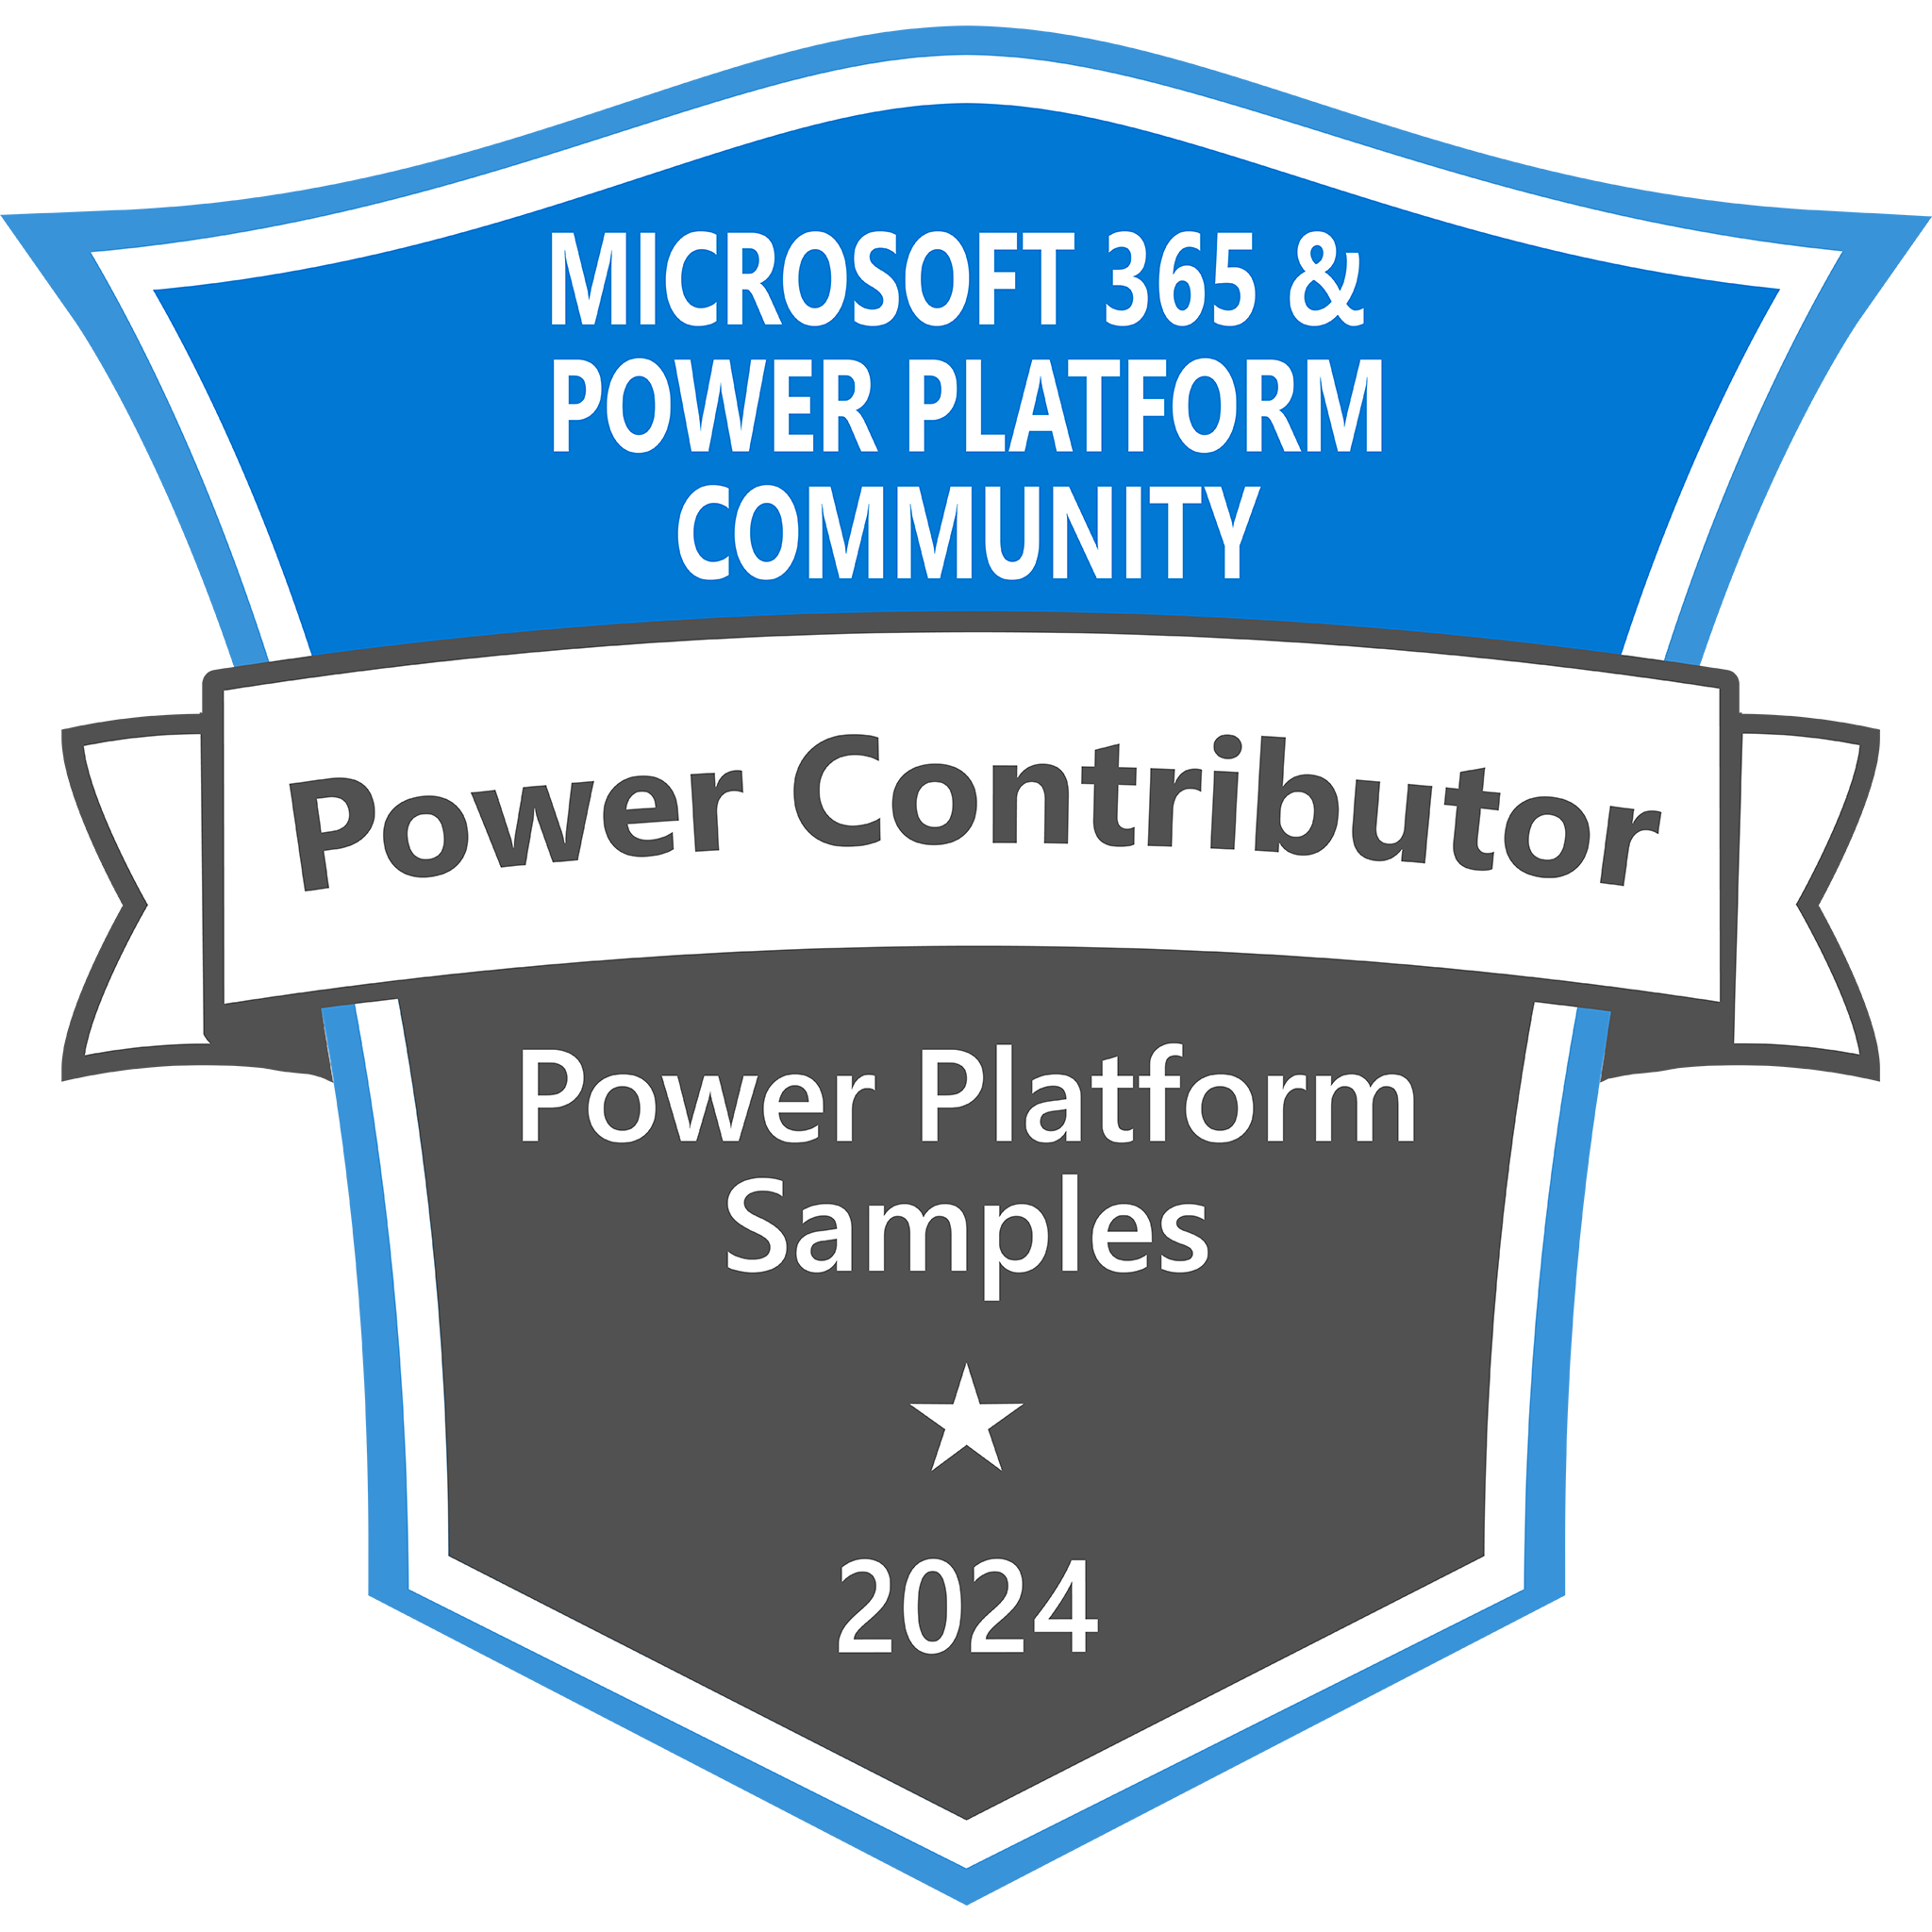 MICROSOFT 365 &
POWER PLATFORM
COMMUNITY
Power Contributor
Power Platform
Samples
2024